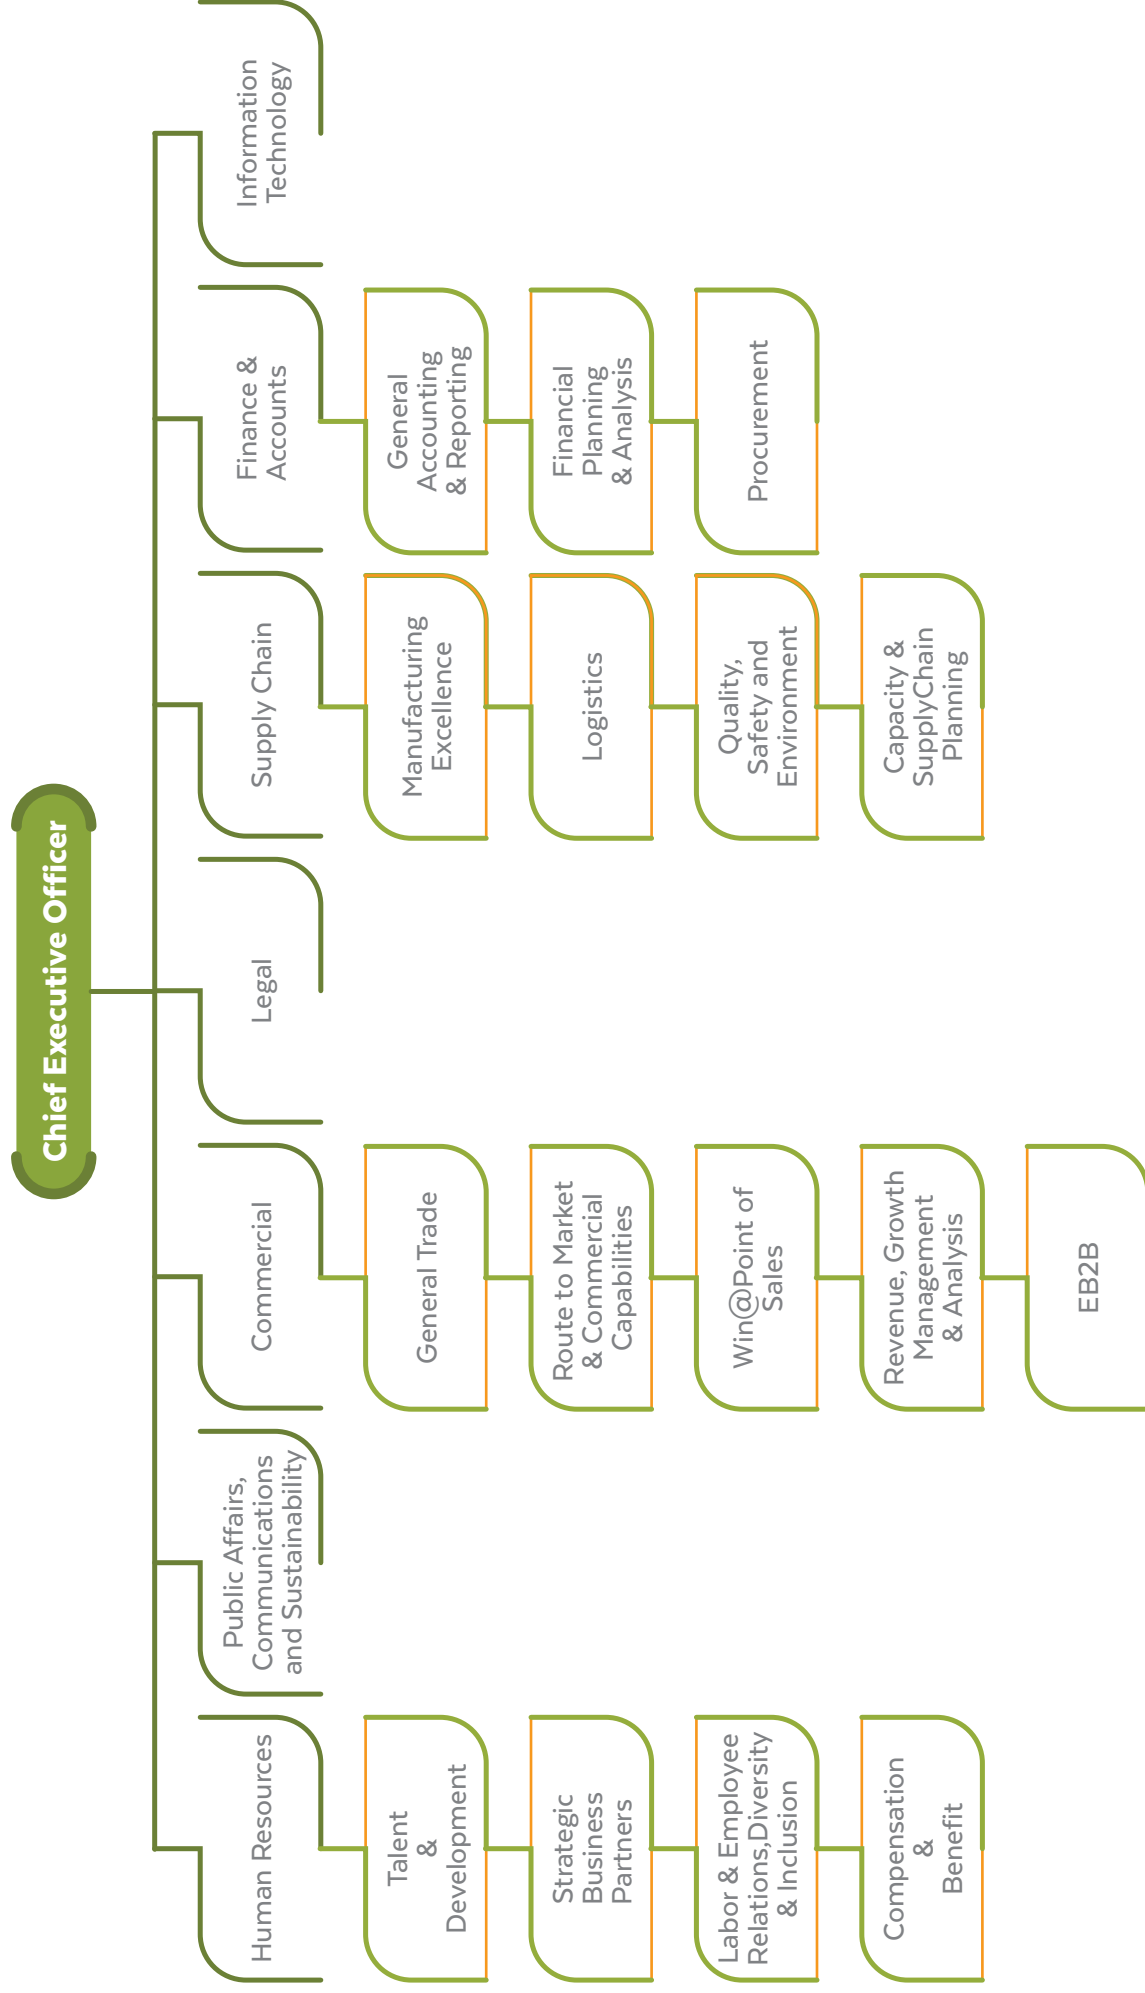 Chief Executive Officer
Human Resources
Public Affairs,
Communications
and Sustainability
Commercial
Legal
Supply Chain
Finance &
Accounts
Information
Technology
Talent
&
Development
Strategic
Business
Partners
Labor & Employee
Relations,Diversity
& Inclusion
Compensation
&
Benefit
General Trade
Route to Market
& Commercial
Capabilities
Win@Point of
Sales
Revenue, Growth
Management
& Analysis
EB2B
Manufacturing
Excellence
Logistics
Quality,
Safety and
Environment
Capacity &
SupplyChain
Planning
General
Accounting
& Reporting
Financial
Planning
& Analysis
Procurement